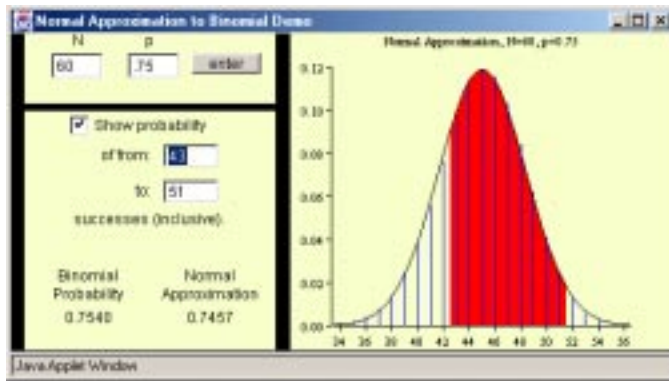 Normal Approximation to Binomial Demo
N p
60 .75 enter
Show probability
of from: 43
to: 51
successes (inclusive).
Binomial Normal
Probability Approximation
0.7540 0.7457
Normal Approximation, N=60, p=0.75
0.12
0.10
0.08
0.06
0.04
0.02
0.00
34 36 38 40 42 44 46 48 50 52 54 56
Java Applet Window